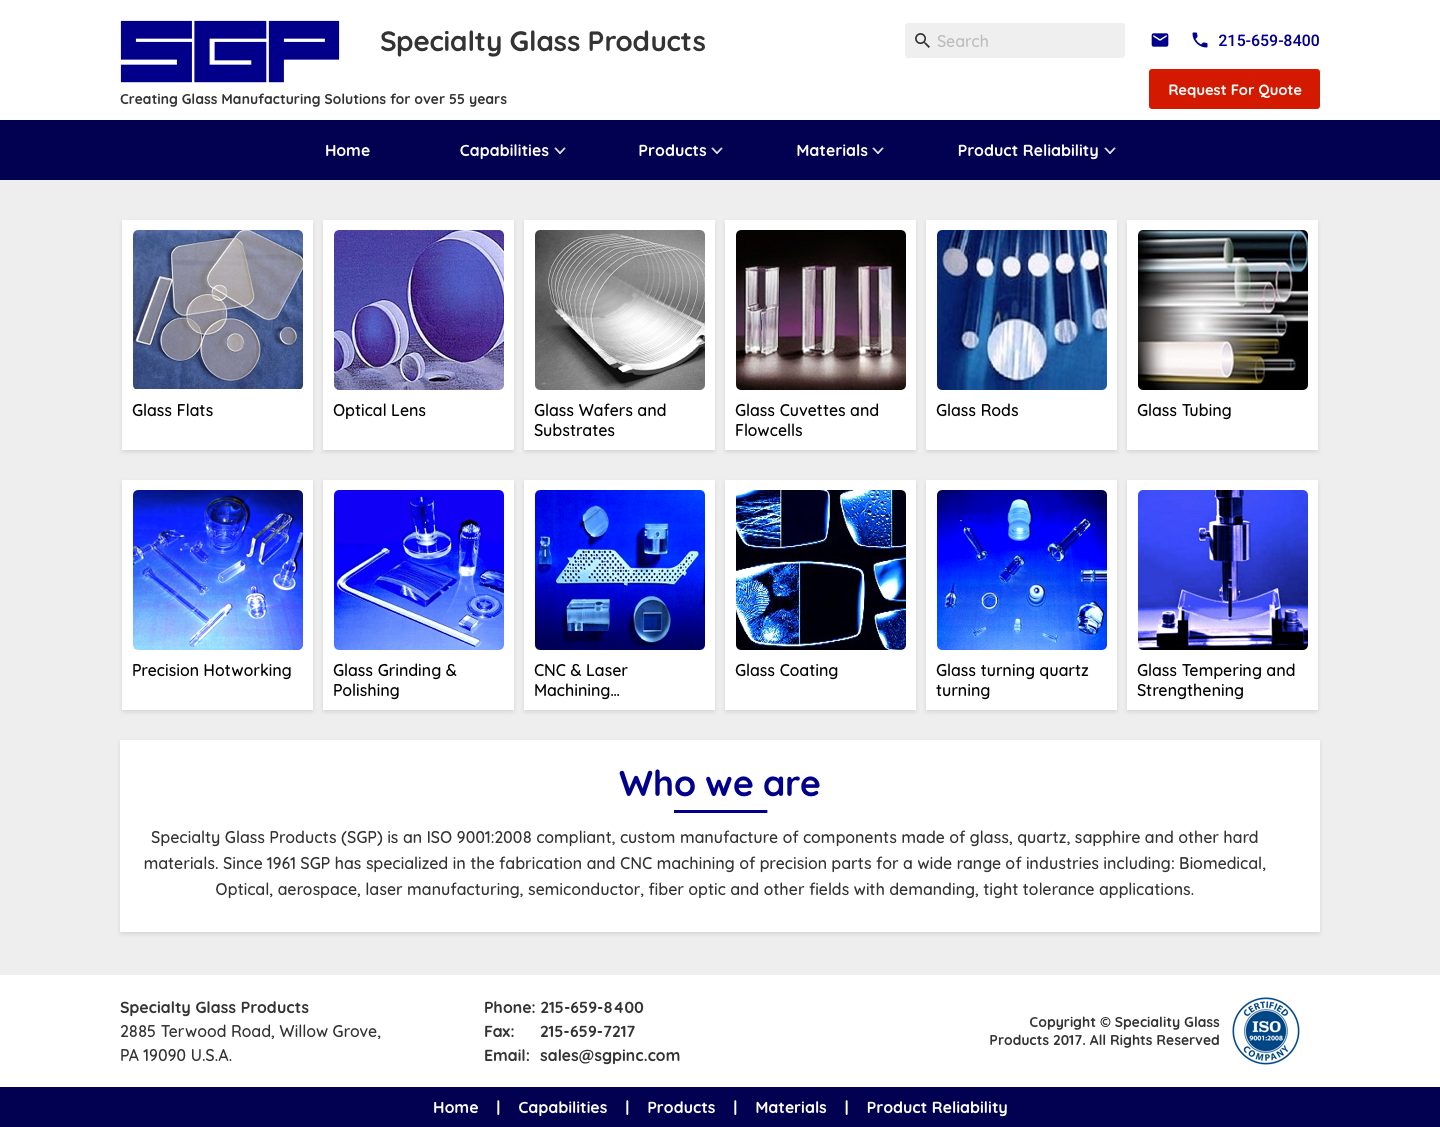 SGP
Specialty Glass Products
Search
215-659-8400
Creating Glass Manufacturing Solutions for over 55 years
Request For Quote
Home
Capabilities
Products
Materials
Product Reliability
Glass Flats
Optical Lens
Glass Wafers and
Substrates
Glass Cuvettes and
Flowcells
Glass Rods
Glass Tubing
Precision Hotworking
Glass Grinding &
Polishing
CNC & Laser
Machining...
Glass Coating
Glass turning quartz
turning
Glass Tempering and
Strengthening
Who we are
Specialty Glass Products (SGP) is an ISO 9001:2008 compliant, custom manufacture of components made of glass, quartz, sapphire and other hard
materials. Since 1961 SGP has specialized in the fabrication and CNC machining of precision parts for a wide range of industries including: Biomedical,
Optical, aerospace, laser manufacturing, semiconductor, fiber optic and other fields with demanding, tight tolerance applications.
Specialty Glass Products
2885 Terwood Road, Willow Grove,
PA 19090 U.S.A.
Phone: 215-659-8400
Fax: 215-659-7217
Email: sales@sgpinc.com
Copyright © Speciality Glass
Products 2017. All Rights Reserved
CERTIFIED
ISO
9001:2008
COMPANY
Home | Capabilities | Products | Materials | Product Reliability